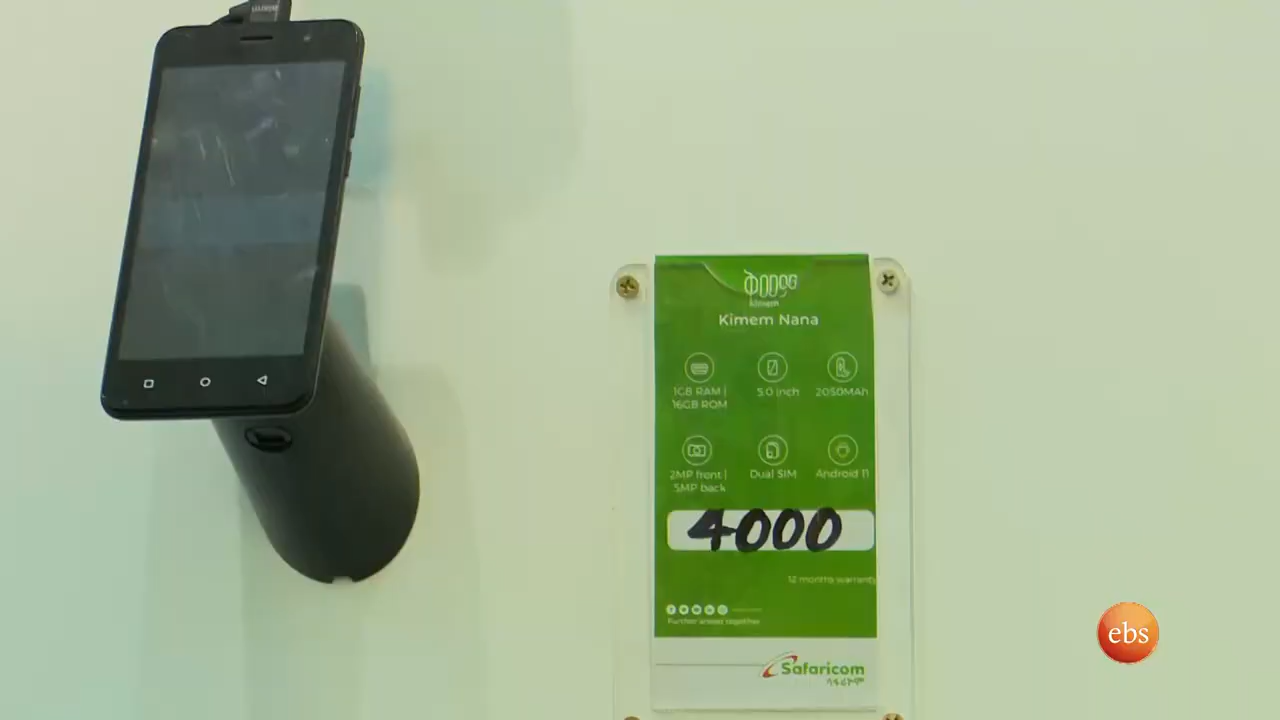 ቅመም
Kimem
Kimem Nana
1GB RAM |
16GB ROM
5.0 inch
2050MAh
2MP front |
5MP back
Dual SIM
Android 11
4000
12 months warranty
Further ahead together
Safaricom
ሳፋሪኮም
ebs